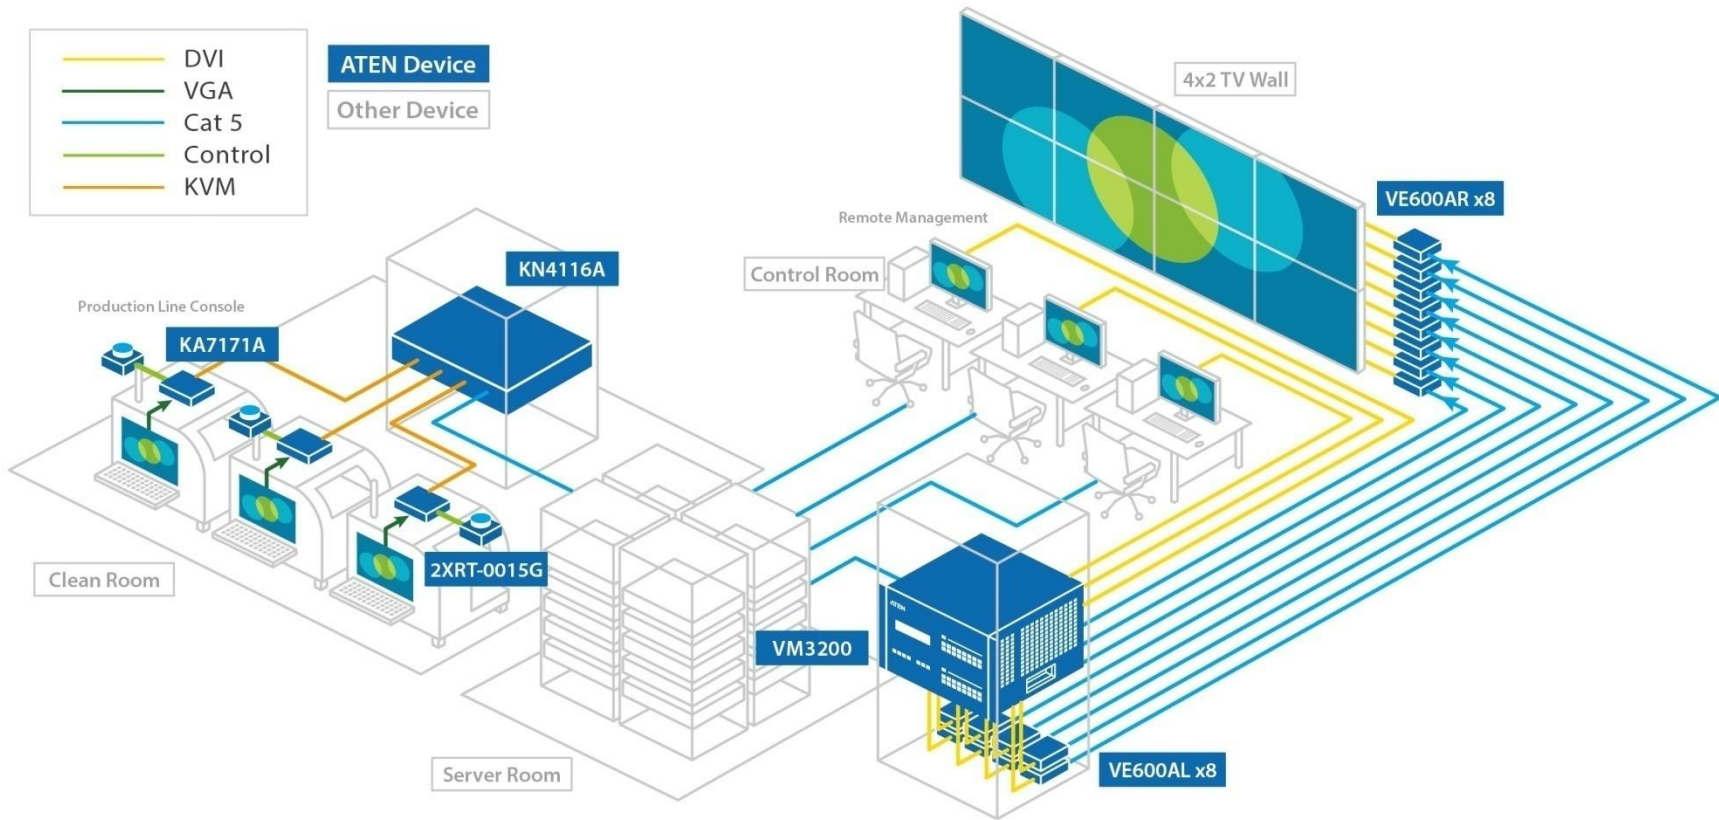 DVI
VGA
Cat 5
Control
KVM
ATEN Device
Other Device
4x2 TV Wall
VE600AR x8
Remote Management
Control Room
KN4116A
Production Line Console
KA7171A
2XRT-0015G
Clean Room
ATEN
VM3200
Server Room
VE600AL x8